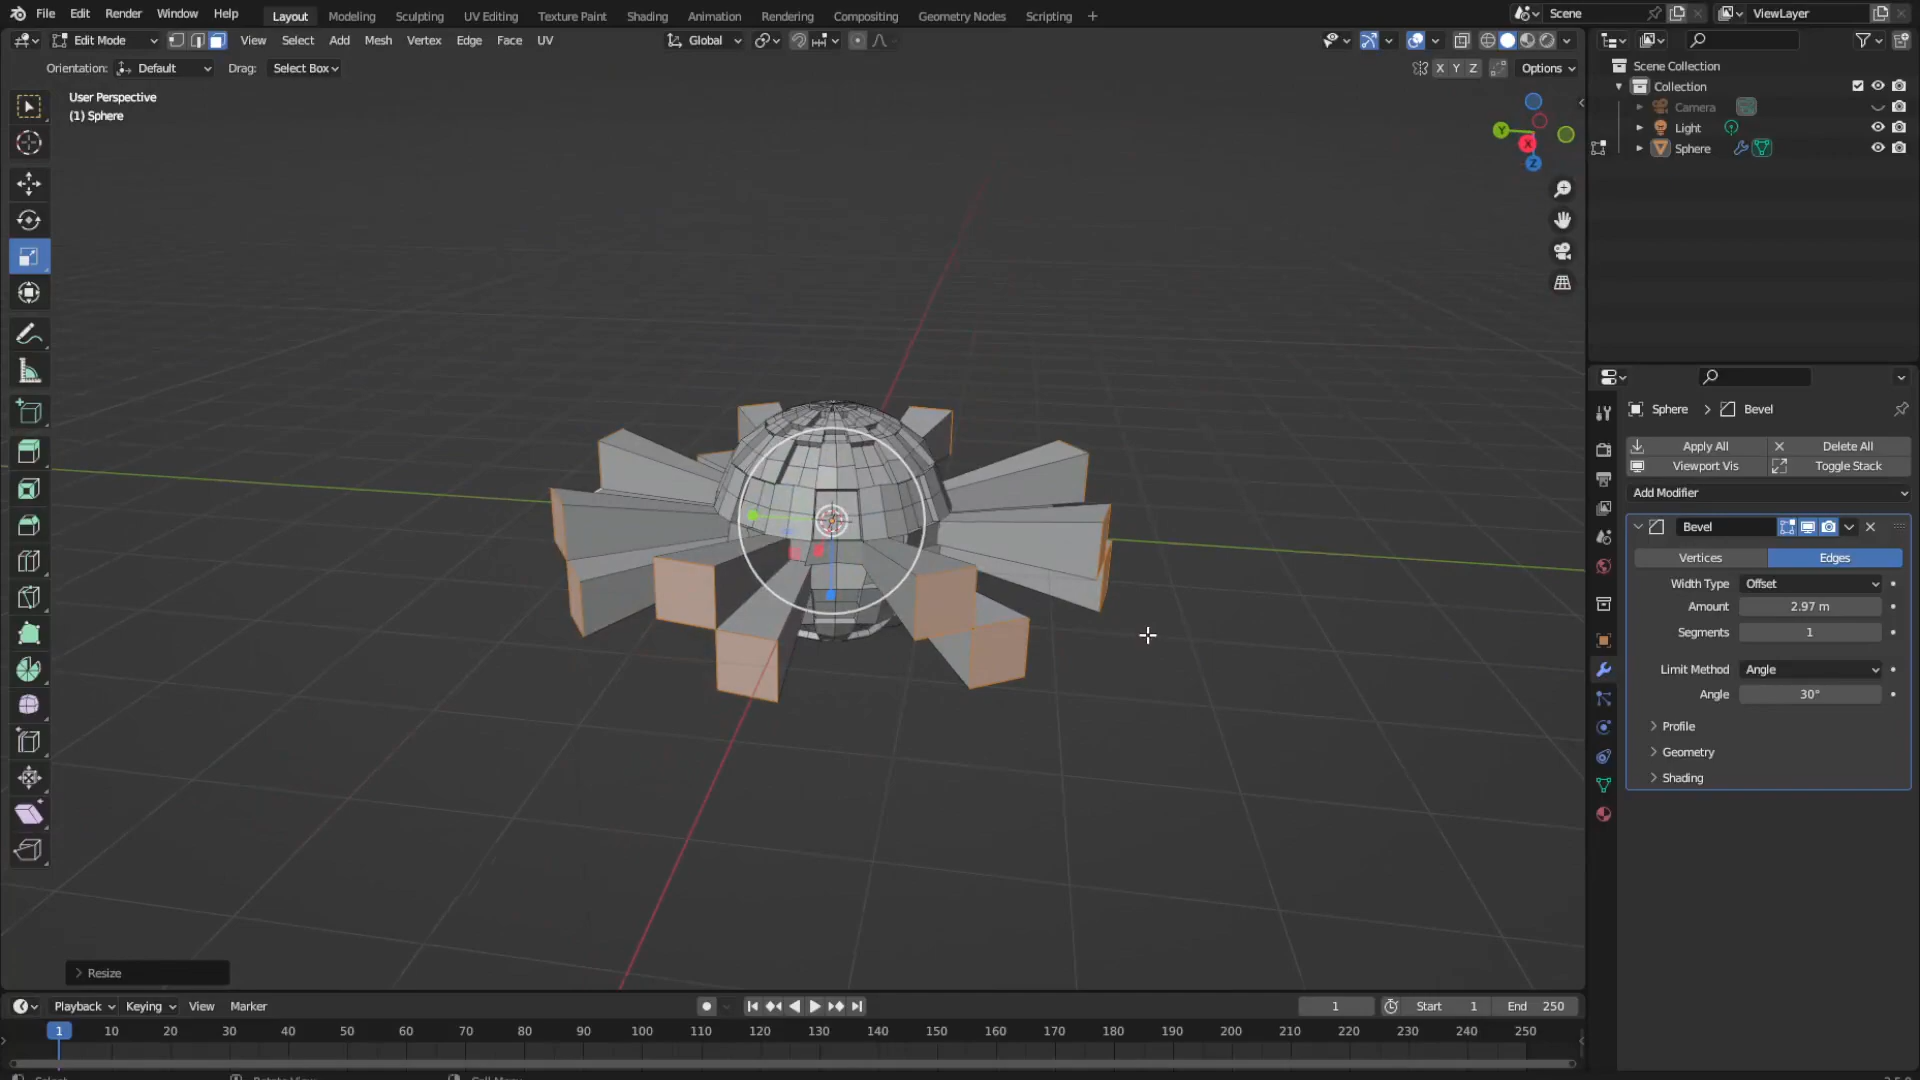 File Edit Render Window Help Layout Modeling Sculpting UV Editing Texture Paint Shading Animation Rendering Compositing Geometry Nodes Scripting + Scene ViewLayer
Edit Mode View Select Add Mesh Vertex Edge Face UV Global
Orientation: Default Drag: Select Box X Y Z Options
User Perspective
(1) Sphere
Y
X
Z
Scene Collection
Collection
Camera
Light
Sphere
Sphere > Bevel
Apply All Delete All
Viewport Vis Toggle Stack
Add Modifier
Bevel
Vertices Edges
Width Type Offset
Amount 2.97 m
Segments 1
Limit Method Angle
Angle 30°
Profile
Geometry
Shading
Resize
Playback Keying View Marker 1 Start 1 End 250
1 10 20 30 40 50 60 70 80 90 100 110 120 130 140 150 160 170 180 190 200 210 220 230 240 250